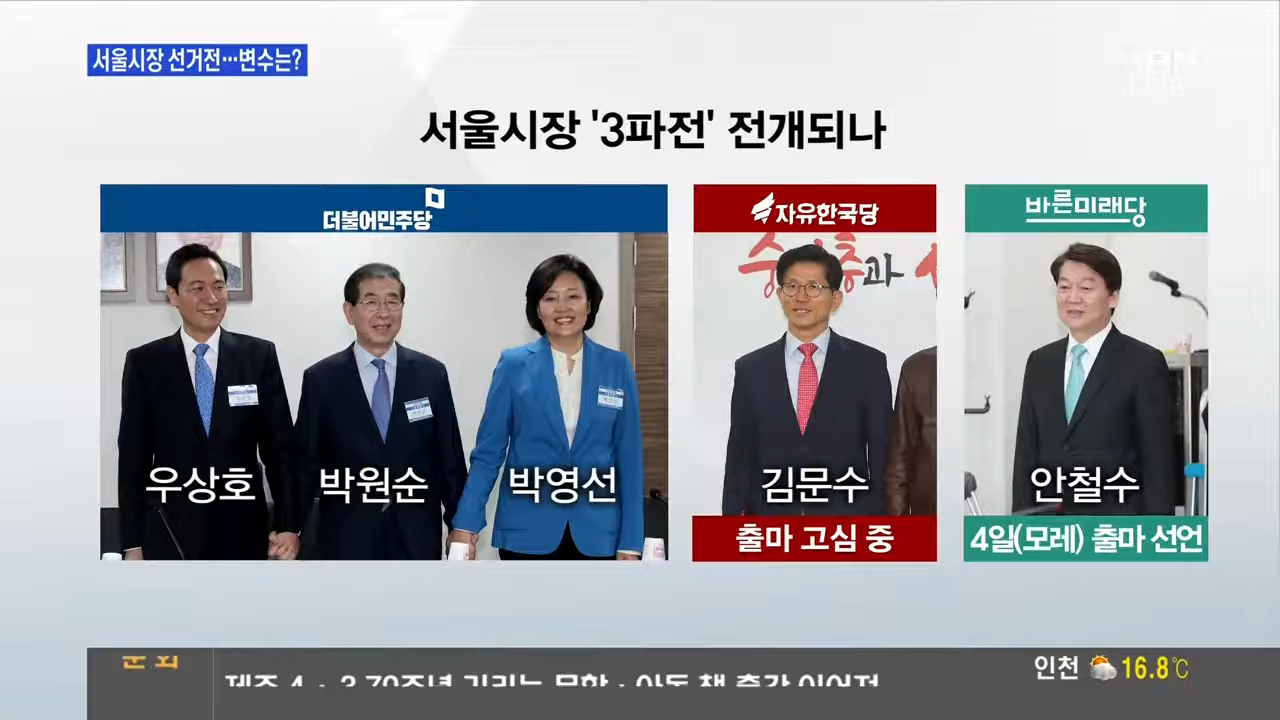 서울시장 선거전…변수는?
서울시장 '3파전' 전개되나
더불어민주당
자유한국당
바른미래당
과
우상호
박원순
박영선
김문수
안철수
출마 고심 중
4일(모레) 출마 선언
인천 16.8℃